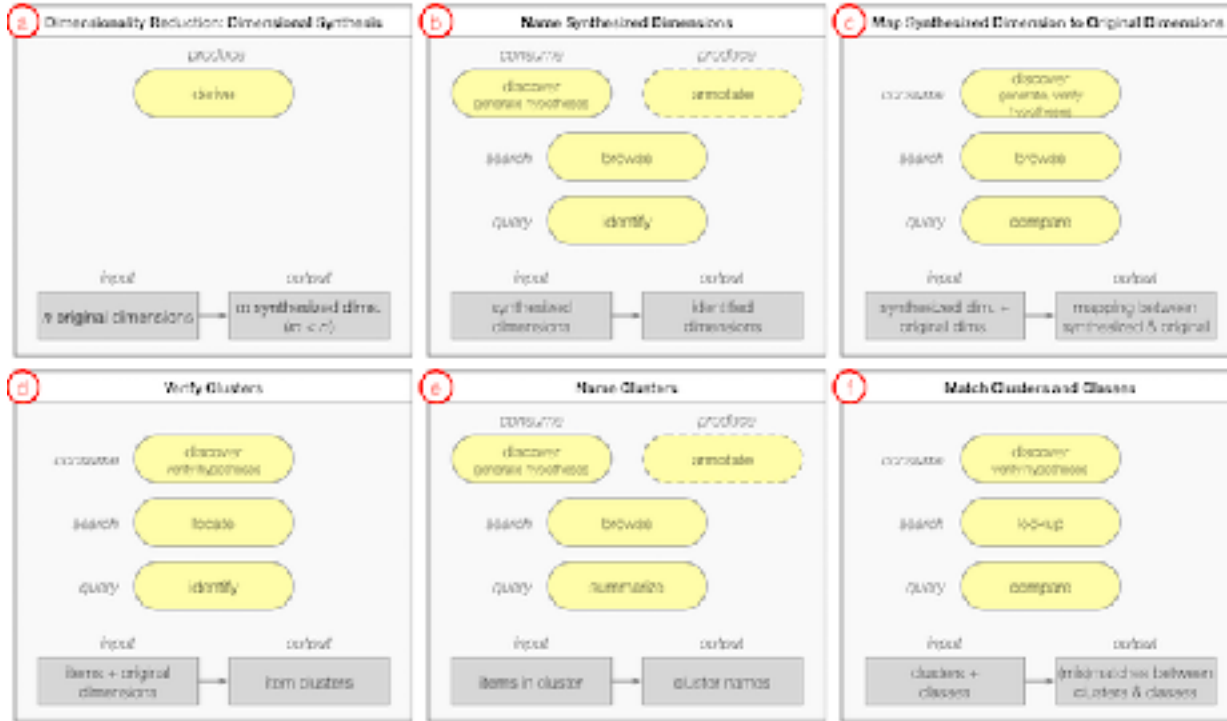 a Dimensionality Reduction: Dimensional Synthesis
produce
derive
input
output
n original dimensions
m synthesized dims.
(m < n)
b Name Synthesized Dimensions
consume
produce
discover
generate hypotheses
annotate
search
browse
query
identify
input
output
synthesized
dimensions
identified
dimensions
c Map Synthesized Dimension to Original Dimensions
consume
discover
generate, verify
hypotheses
search
browse
query
compare
input
output
synthesized dim. +
original dims.
mapping between
synthesized & original
d Verify Clusters
consume
discover
verify hypotheses
search
locate
query
identify
input
output
items + original
dimensions
item clusters
e Name Clusters
consume
produce
discover
generate hypotheses
annotate
search
browse
query
summarize
input
output
items in cluster
cluster names
f Match Clusters and Classes
consume
discover
verify hypotheses
search
lookup
query
compare
input
output
clusters +
classes
(mis)matches between
clusters & classes